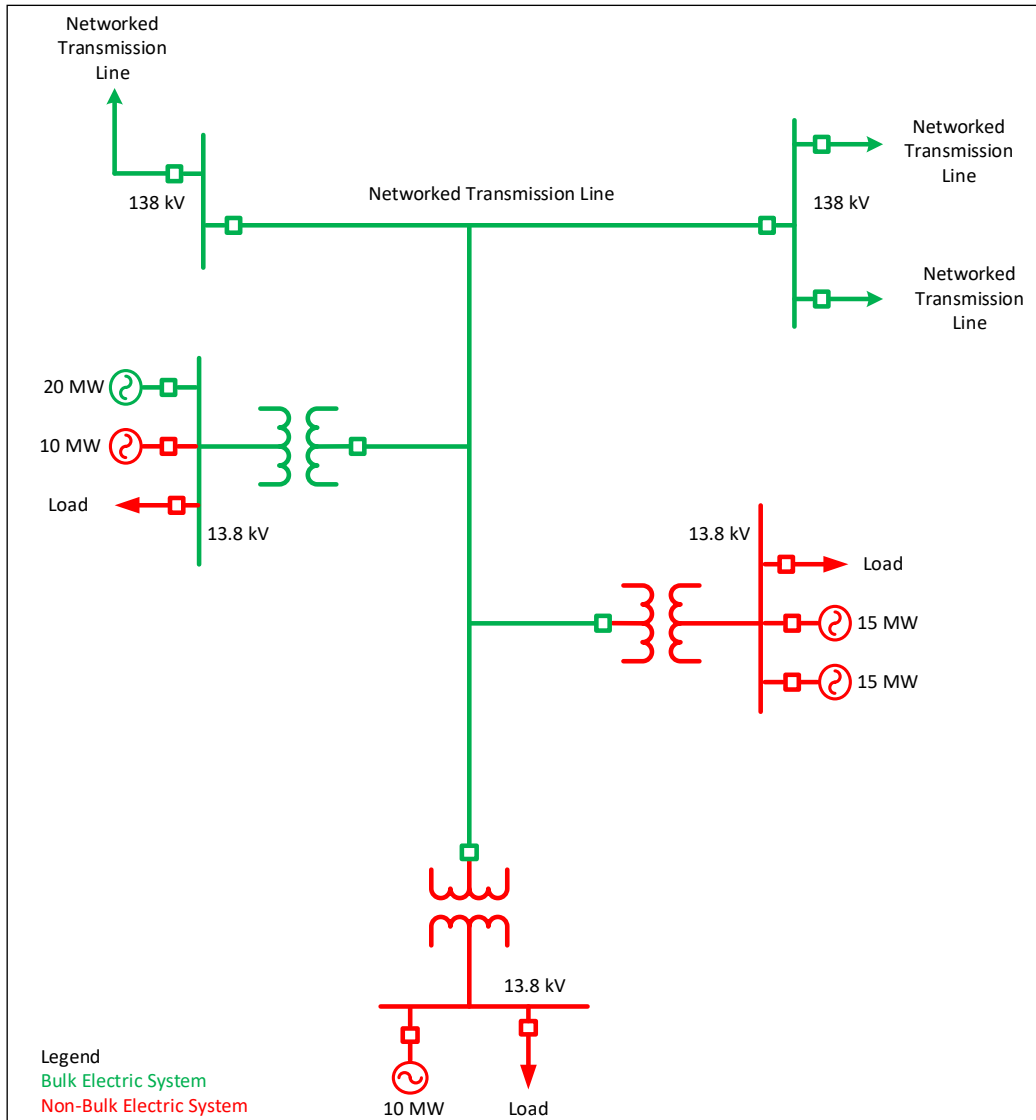 Networked
Transmission
Line
Networked
Transmission
Line
138 kV
Networked Transmission Line
138 kV
Networked
Transmission
Line
20 MW
10 MW
Load
13.8 kV
13.8 kV
Load
15 MW
15 MW
13.8 kV
10 MW
Load
Legend
Bulk Electric System
Non-Bulk Electric System